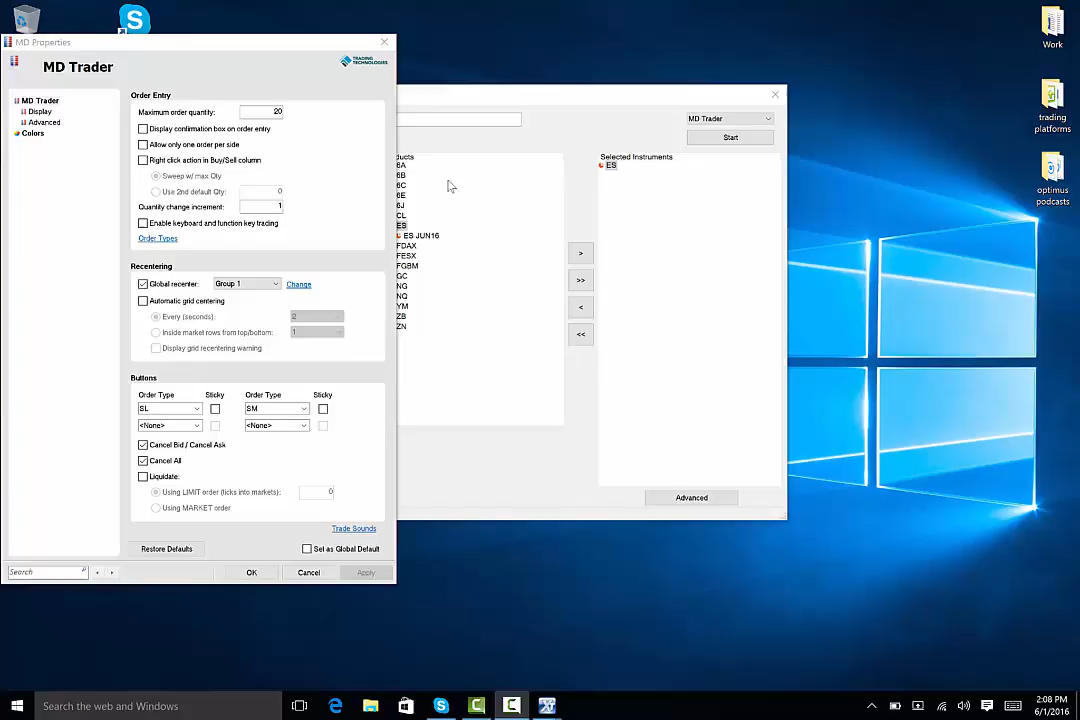 MD Properties
MD Trader
TRADING
TECHNOLOGIES
MD Trader
Display
Advanced
Colors
Order Entry
Maximum order quantity: 20
Display confirmation box on order entry
Allow only one order per side
Right click action in Buy/Sell column
Sweep w/ max Qty
Use 2nd default Qty: 0
Quantity change increment: 1
Enable keyboard and function key trading
Order Types
Recentering
Global recenter: Group 1 Change
Automatic grid centering
Every (seconds): 2
Inside market rows from top/bottom: 1
Display grid recentering warning
Buttons
Order Type Sticky Order Type Sticky
SL SM
<None> <None>
Cancel Bid / Cancel Ask
Cancel All
Liquidate:
Using LIMIT order (ticks into markets): 0
Using MARKET order
Trade Sounds
Restore Defaults Set as Global Default
Search OK Cancel Apply
MD Trader
Start
ducts
6A
6B
6C
6E
6J
CL
ES
ES JUN16
FDAX
FESX
FGBM
GC
NG
NQ
YM
ZB
ZN
>
>>
<
<<
Selected Instruments
ES
Advanced
Work
trading
platforms
optimus
podcasts
Search the web and Windows
2:08 PM
6/1/2016